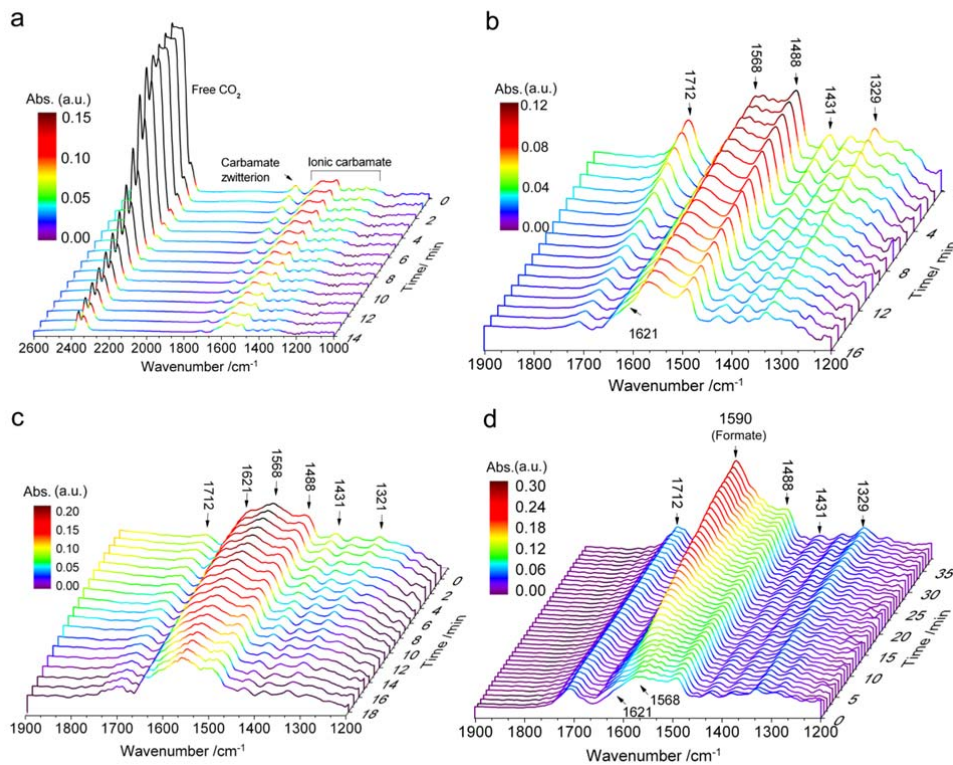 a
Abs. (a.u.)
0.15
0.10
0.05
0.00
Free CO₂
Carbamate
zwitterion
Ionic carbamate
0
2
4
6
8
10
12
14
Time/ min
2600 2400 2200 2000 1800 1600 1400 1200 1000
Wavenumber /cm⁻¹
b
Abs. (a.u.)
0.12
0.08
0.04
0.00
1712
1568
1488
1431
1329
1621
4
8
12
16
Time/ min
1900 1800 1700 1600 1500 1400 1300 1200
Wavenumber /cm⁻¹
c
Abs. (a.u.)
0.20
0.15
0.10
0.05
0.00
1712
1621
1568
1488
1431
1321
0
2
4
6
8
10
12
14
16
18
Time /min
1900 1800 1700 1600 1500 1400 1300 1200
Wavenumber /cm⁻¹
d
1590
(Formate)
Abs.(a.u.)
0.30
0.24
0.18
0.12
0.06
0.00
1712
1488
1431
1329
1568
1621
35
30
25
20
15
10
5
0
Time /min
1900 1800 1700 1600 1500 1400 1300 1200
Wavenumber /cm⁻¹